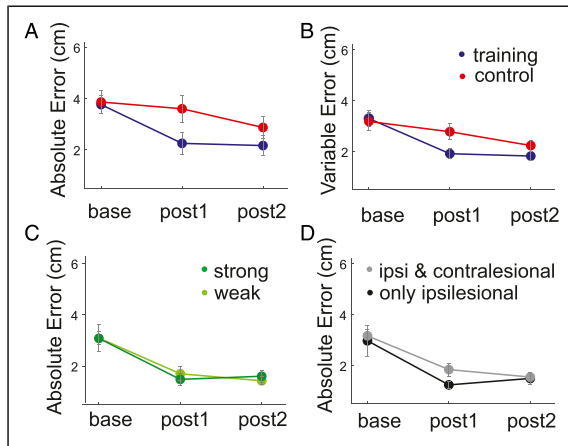 A
Absolute Error (cm)
6
4
2
base post1 post2
B
Variable Error (cm)
6
4
2
training
control
base post1 post2
C
Absolute Error (cm)
6
4
2
strong
weak
base post1 post2
D
Absolute Error (cm)
6
4
2
ipsi & contralesional
only ipsilesional
base post1 post2